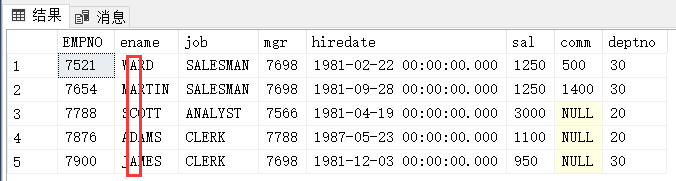 结果 消息
EMPNO ename job mgr hiredate sal comm deptno
1 7521 WARD SALESMAN 7698 1981-02-22 00:00:00.000 1250 500 30
2 7654 MARTIN SALESMAN 7698 1981-09-28 00:00:00.000 1250 1400 30
3 7788 SCOTT ANALYST 7566 1981-04-19 00:00:00.000 3000 NULL 20
4 7876 ADAMS CLERK 7788 1987-05-23 00:00:00.000 1100 NULL 20
5 7900 JAMES CLERK 7698 1981-12-03 00:00:00.000 950 NULL 30